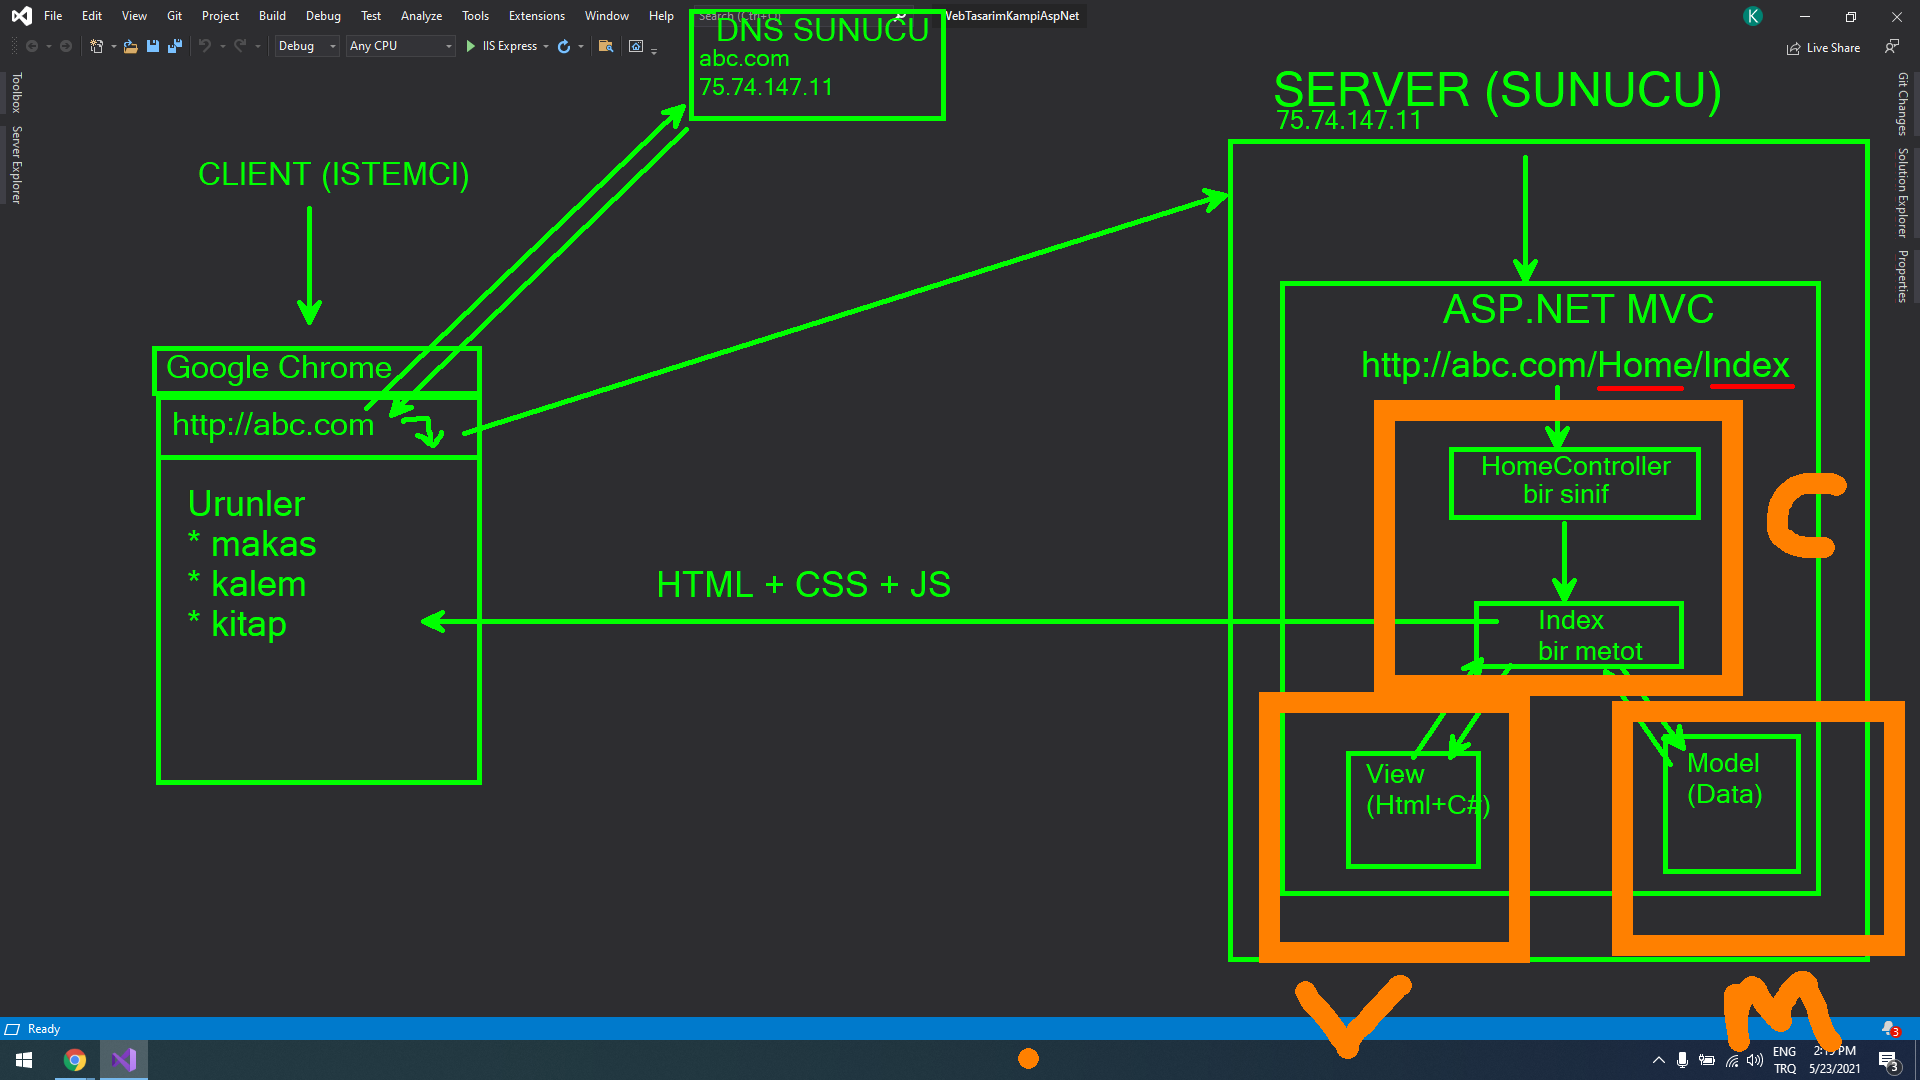 File Edit View Git Project Build Debug Test Analyze Tools Extensions Window Help Search (Ctrl+Q) WebTasarimKampiAspNet K
Debug Any CPU IIS Express Live Share
Toolbox
Server Explorer
Git Changes
Solution Explorer
Properties
DNS SUNUCU
abc.com
75.74.147.11
SERVER (SUNUCU)
75.74.147.11
CLIENT (ISTEMCI)
Google Chrome
http://abc.com
Urunler
* makas
* kalem
* kitap
HTML + CSS + JS
ASP.NET MVC
http://abc.com/Home/Index
HomeController
bir sinif
C
Index
bir metot
View
(Html+C#)
Model
(Data)
V
M
Ready
3
ENG
TRQ
5/23/2021
3